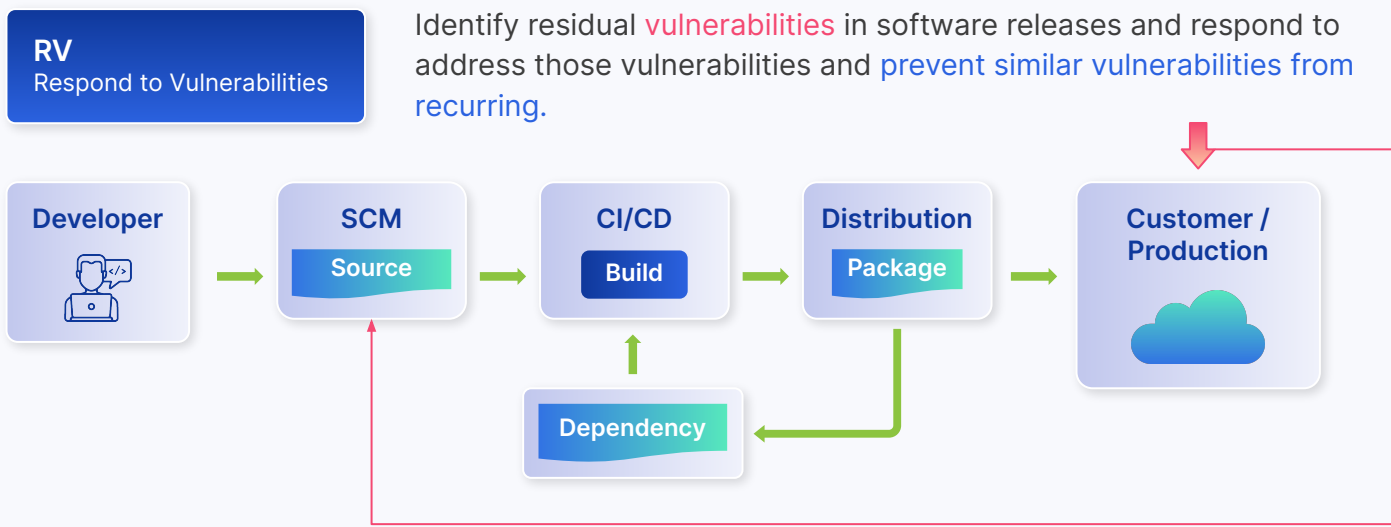 RV
Respond to Vulnerabilities
Identify residual vulnerabilities in software releases and respond to
address those vulnerabilities and prevent similar vulnerabilities from
recurring.
Developer
</>
SCM
Source
CI/CD
Build
Distribution
Package
Customer /
Production
Dependency